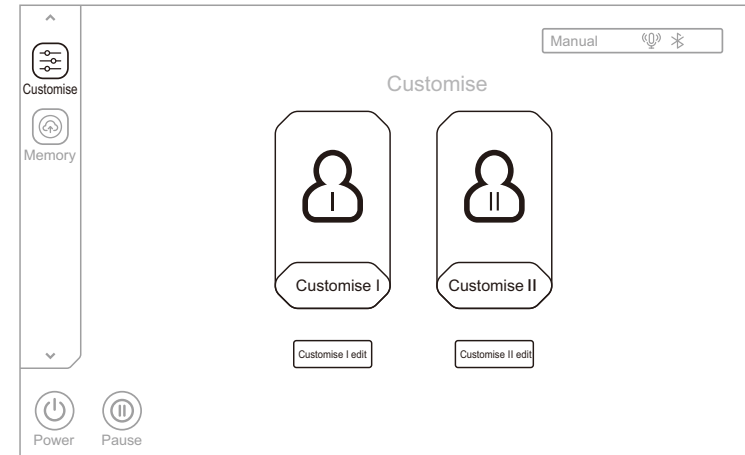 Manual
Customise
Customise
Memory
I
II
Customise I
Customise II
Customise I edit
Customise II edit
Power
Pause